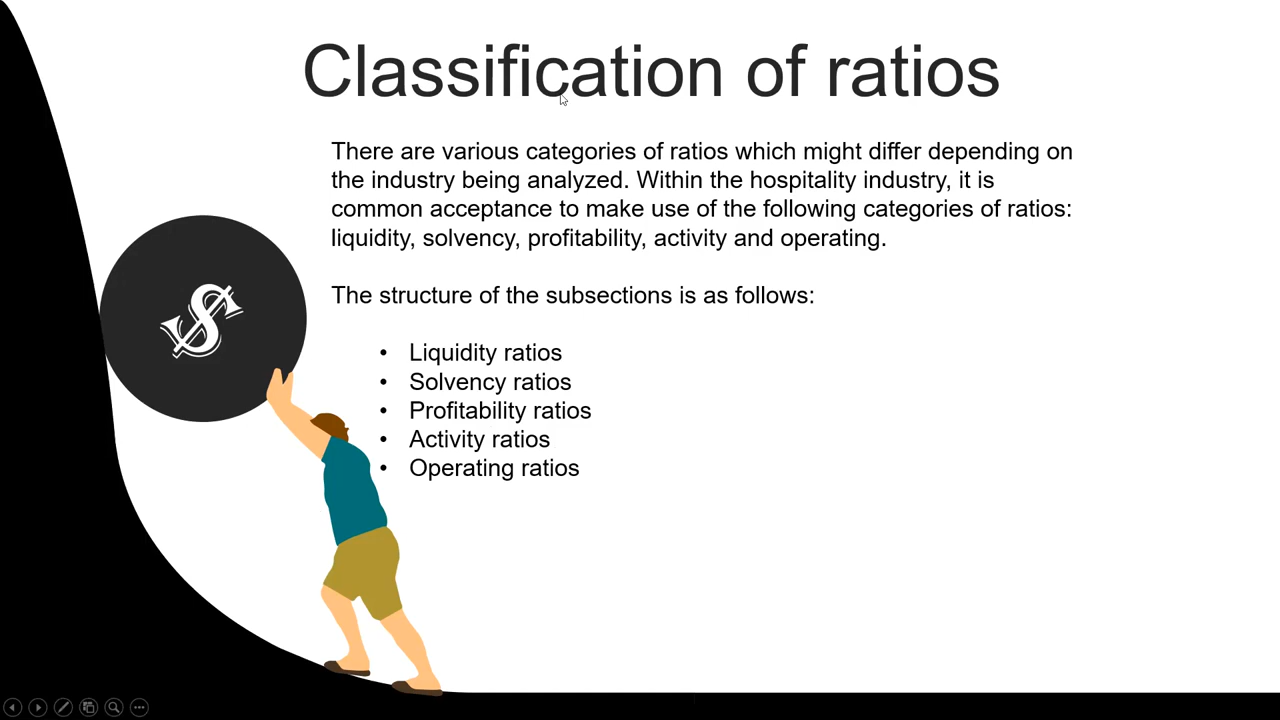 Classification of ratios
There are various categories of ratios which might differ depending on
the industry being analyzed. Within the hospitality industry, it is
common acceptance to make use of the following categories of ratios:
liquidity, solvency, profitability, activity and operating.
The structure of the subsections is as follows:
$
• Liquidity ratios
• Solvency ratios
• Profitability ratios
• Activity ratios
• Operating ratios